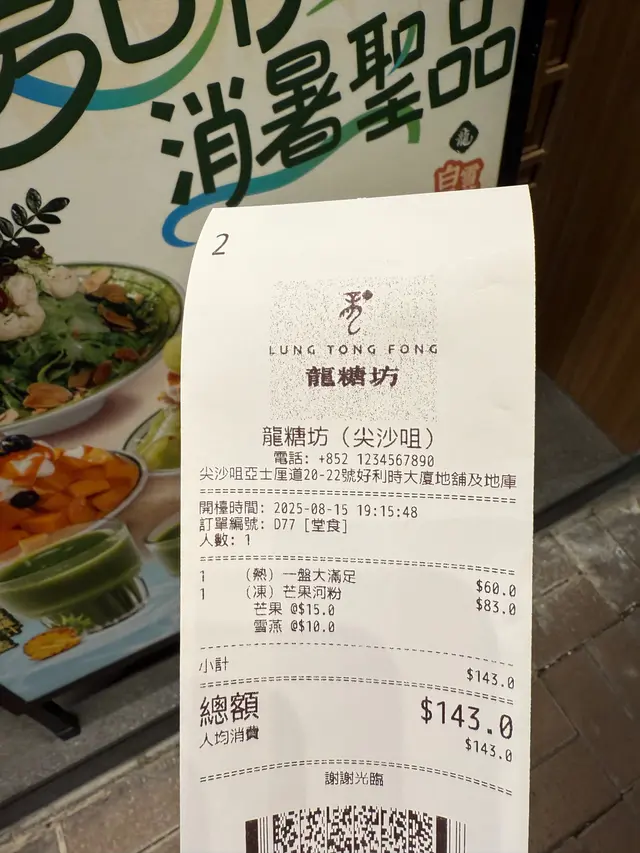 消暑聖品
龍
2
LUNG TONG FONG
龍糖坊
龍糖坊（尖沙咀）
電話: +852 1234567890
尖沙咀亞士厘道20-22號好利時大廈地舖及地庫
開檯時間: 2025-08-15 19:15:48
訂單編號: D77 [堂食]
人數: 1
1 （熱）一盤大滿足 $60.0
1 （凍）芒果河粉 $83.0
芒果 @$15.0
雪燕 @$10.0
小計 $143.0
總額 $143.0
人均消費 $143.0
謝謝光臨